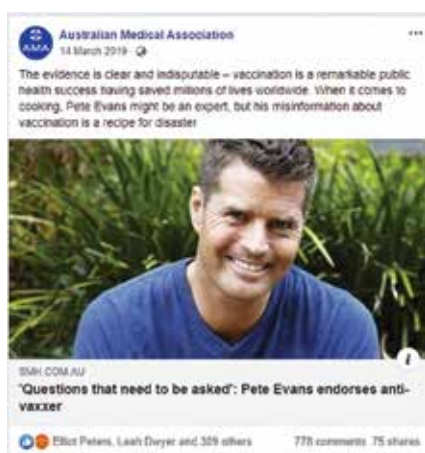 AMA
Australian Medical Association
14 March 2019
The evidence is clear and indisputable – vaccination is a remarkable public
health success having saved millions of lives worldwide. When it comes to
cooking, Pete Evans might be an expert, but his misinformation about
vaccination is a recipe for disaster
i
SMH.COM.AU
'Questions that need to be asked': Pete Evans endorses anti-
vaxxer
Elliot Peters, Leah Dwyer and 309 others 778 comments 75 shares